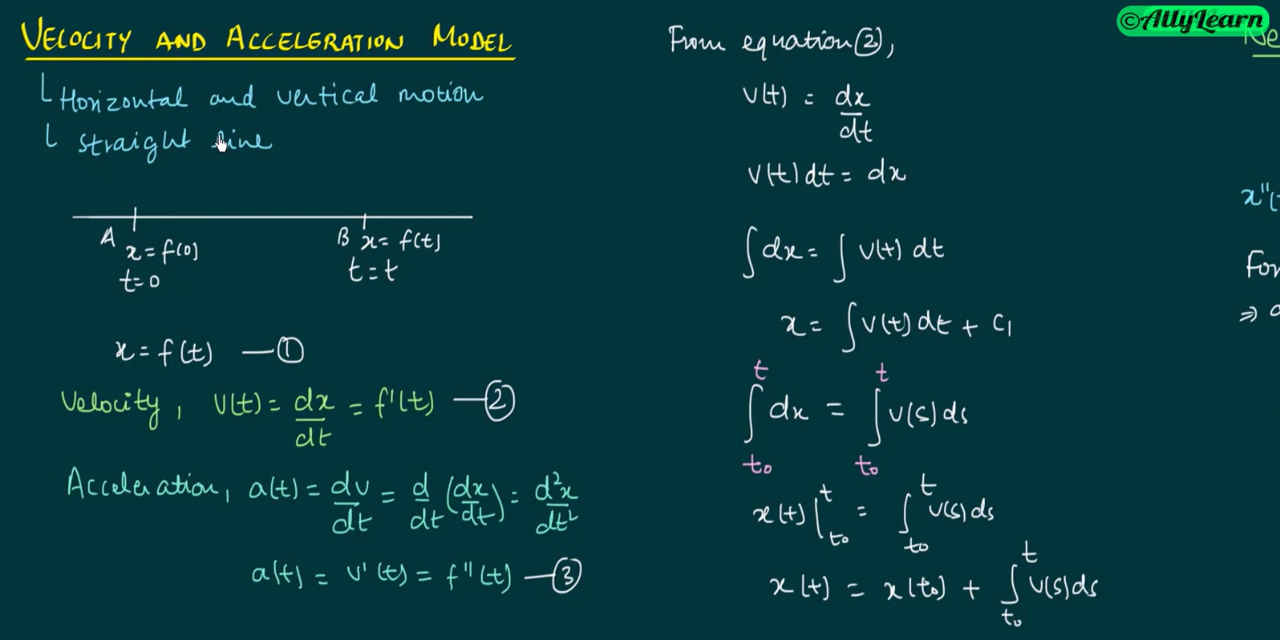 VELOCITY AND ACCELERATION MODEL
└ Horizontal and vertical motion
└ straight line
A x = f(0)
t=0
B x = f(t)
t = t
x = f(t) —①
Velocity, v(t) = dx/dt = f'(t) —②
Acceleration, a(t) = dv/dt = d/dt (dx/dt) = d²x/dt²
a(t) = v'(t) = f''(t) —③
©AllyLearn
From equation ②,
v(t) = dx/dt
v(t) dt = dx
∫ dx = ∫ v(t) dt
x = ∫ v(t) dt + C₁
∫_{t₀}^{t} dx = ∫_{t₀}^{t} v(s) ds
x(t) |_{t₀}^{t} = ∫_{t₀}^{t} v(s) ds
x(t) = x(t₀) + ∫_{t₀}^{t} v(s) ds
Ne
x''(
For
⇒